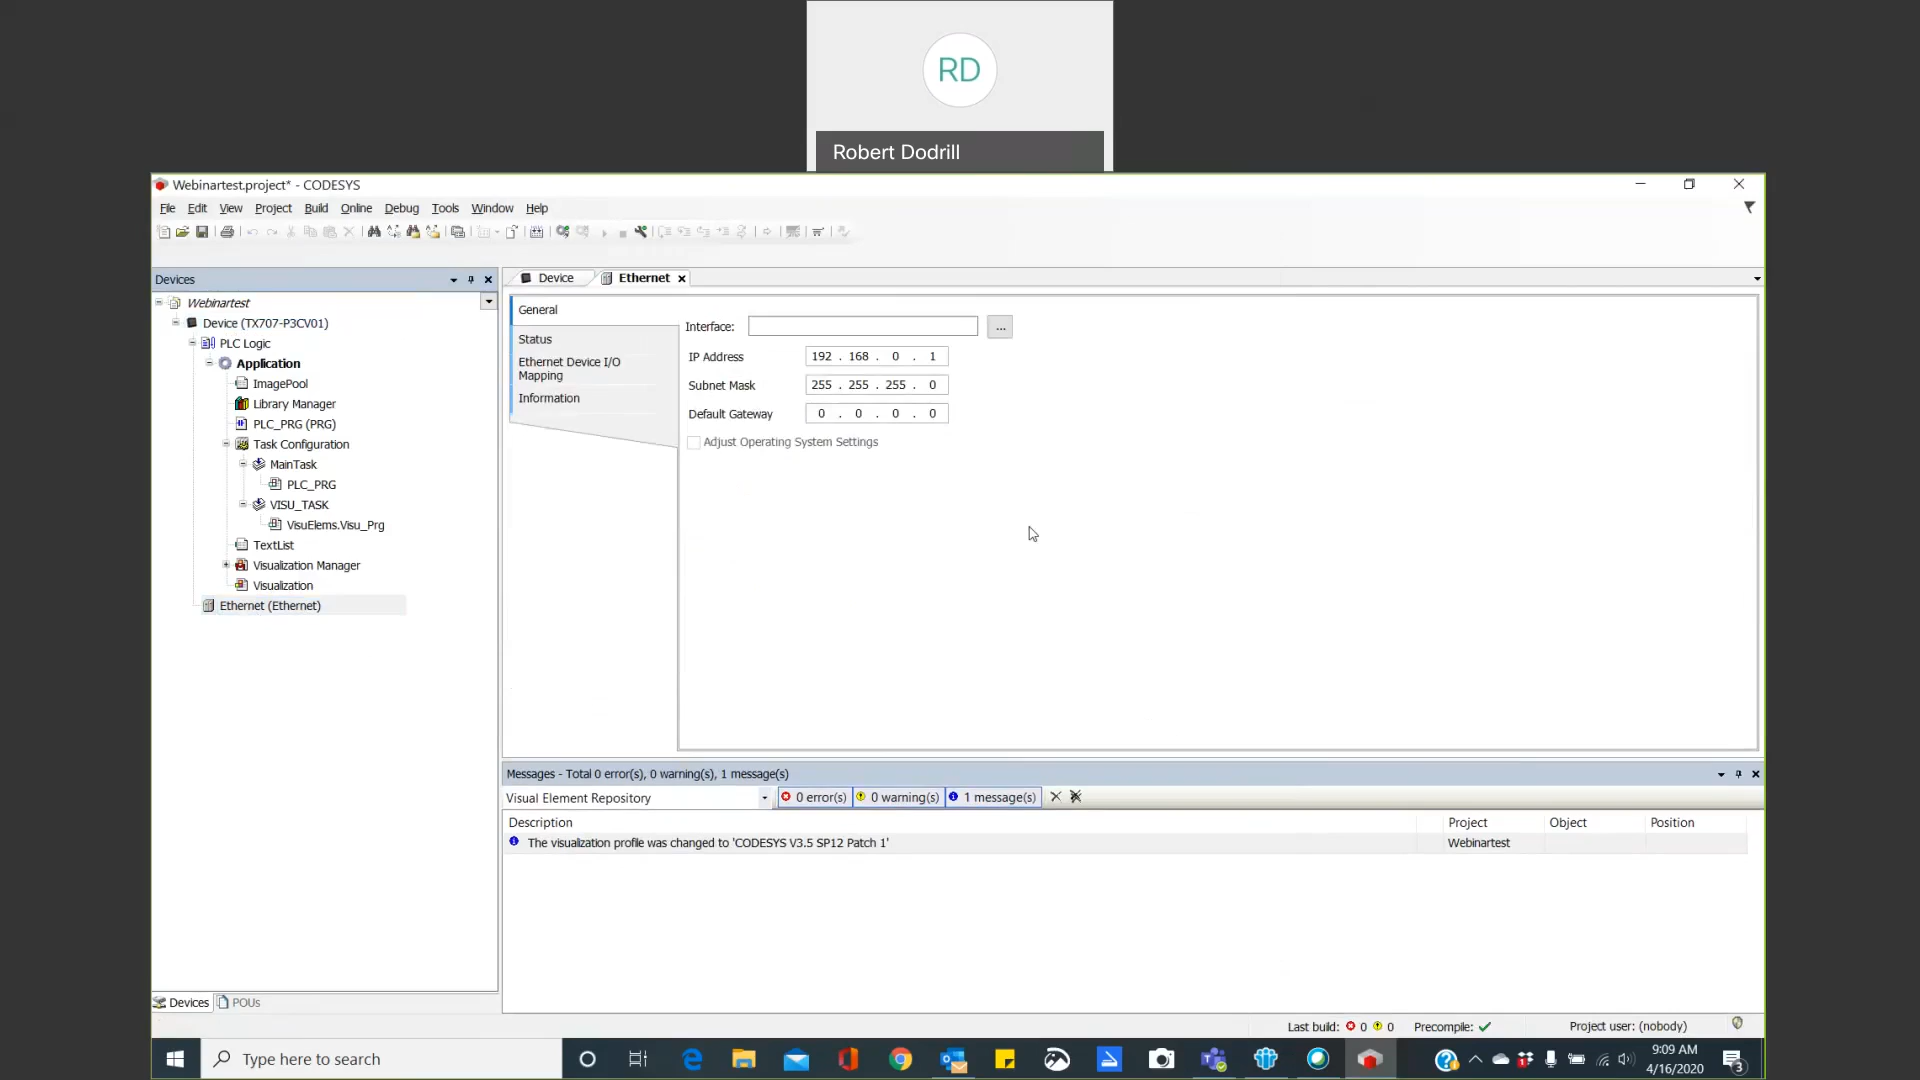 RD
Robert Dodrill
Webinartest.project* - CODESYS
File Edit View Project Build Online Debug Tools Window Help
Devices
Webinartest
Device (TX707-P3CV01)
PLC Logic
Application
ImagePool
Library Manager
PLC_PRG (PRG)
Task Configuration
MainTask
PLC_PRG
VISU_TASK
VisuElems.Visu_Prg
TextList
Visualization Manager
Visualization
Ethernet (Ethernet)
Devices POUs
Device Ethernet
General
Status
Ethernet Device I/O
Mapping
Information
Interface: ...
IP Address 192 . 168 . 0 . 1
Subnet Mask 255 . 255 . 255 . 0
Default Gateway 0 . 0 . 0 . 0
Adjust Operating System Settings
Messages - Total 0 error(s), 0 warning(s), 1 message(s)
Visual Element Repository 0 error(s) 0 warning(s) 1 message(s)
Description Project Object Position
The visualization profile was changed to 'CODESYS V3.5 SP12 Patch 1' Webinartest
Last build: 0 0 Precompile: Project user: (nobody)
Type here to search
9:09 AM
4/16/2020
3